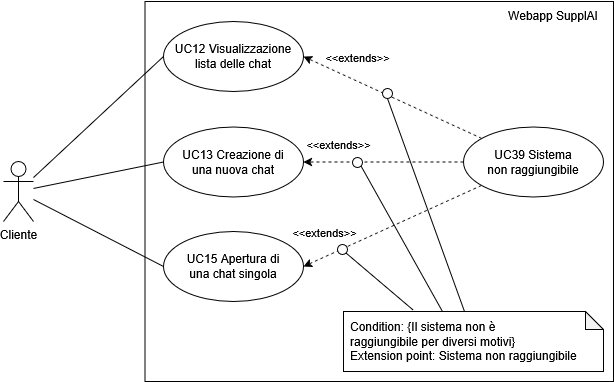 Webapp SupplAI
UC12 Visualizzazione
lista delle chat
<<extends>>
UC13 Creazione di
una nuova chat
<<extends>>
UC39 Sistema
non raggiungibile
Cliente
UC15 Apertura di
una chat singola
<<extends>>
Condition: {Il sistema non è
raggiungibile per diversi motivi}
Extension point: Sistema non raggiungibile